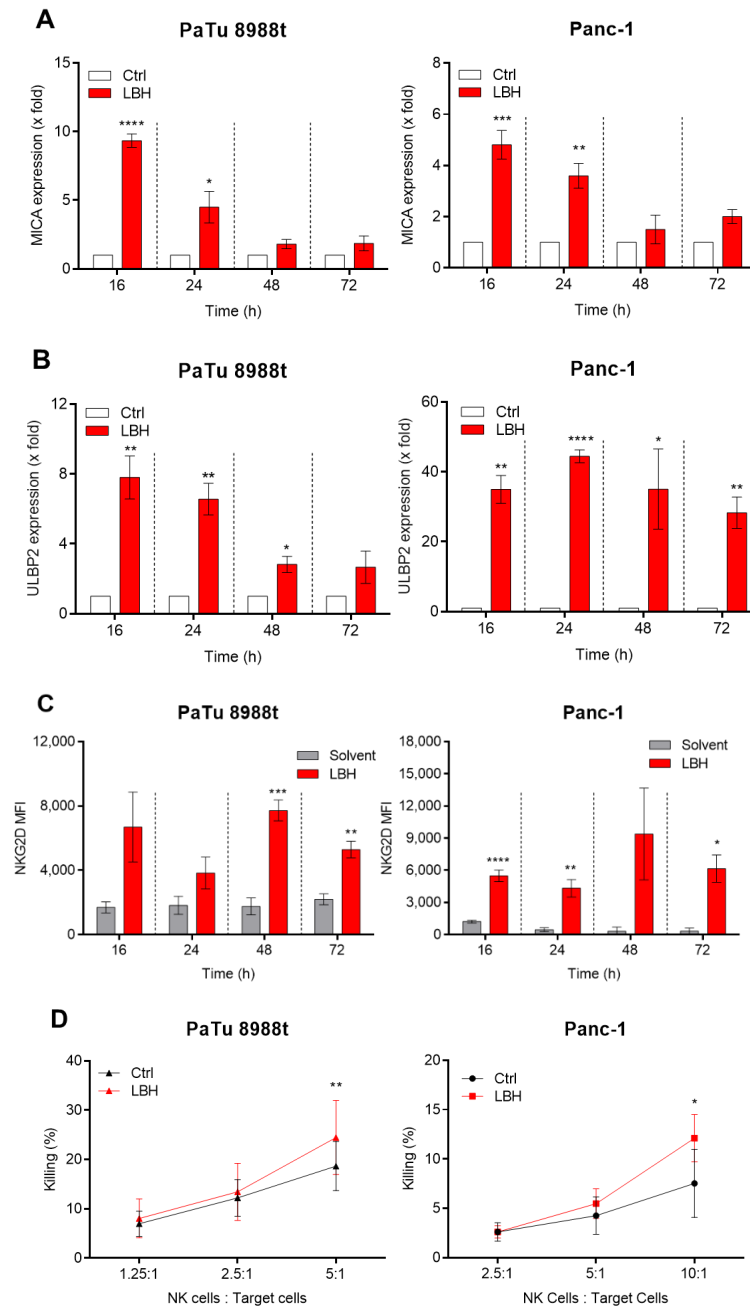 A
PaTu 8988t
Panc-1
MICA expression (x fold)
15
10
5
0
Ctrl
LBH
****
*
16 24 48 72
Time (h)
MICA expression (x fold)
8
6
4
2
0
Ctrl
LBH
***
**
16 24 48 72
Time (h)
B
PaTu 8988t
Panc-1
ULBP2 expression (x fold)
12
8
4
0
Ctrl
LBH
**
**
*
16 24 48 72
Time (h)
ULBP2 expression (x fold)
60
40
20
0
Ctrl
LBH
**
****
*
**
16 24 48 72
Time (h)
C
PaTu 8988t
Panc-1
NKG2D MFI
12,000
8,000
4,000
0
Solvent
LBH
***
**
16 24 48 72
Time (h)
NKG2D MFI
18,000
15,000
12,000
9,000
6,000
3,000
0
Solvent
LBH
****
**
*
16 24 48 72
Time (h)
D
PaTu 8988t
Panc-1
Killing (%)
40
30
20
10
0
Ctrl
LBH
**
1.25:1 2.5:1 5:1
NK cells : Target cells
Killing (%)
20
15
10
5
0
Ctrl
LBH
*
2.5:1 5:1 10:1
NK Cells : Target Cells